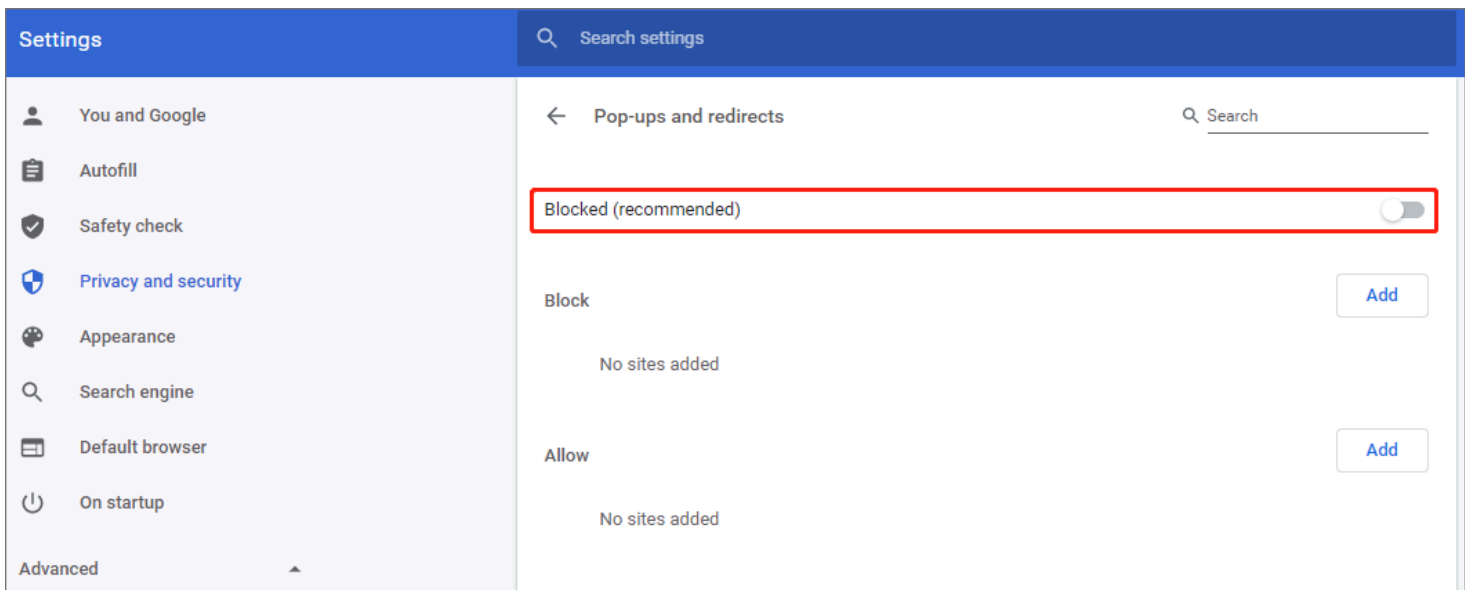 Settings
Search settings
You and Google
Autofill
Safety check
Privacy and security
Appearance
Search engine
Default browser
On startup
Advanced
Pop-ups and redirects
Search
Blocked (recommended)
Block
Add
No sites added
Allow
Add
No sites added